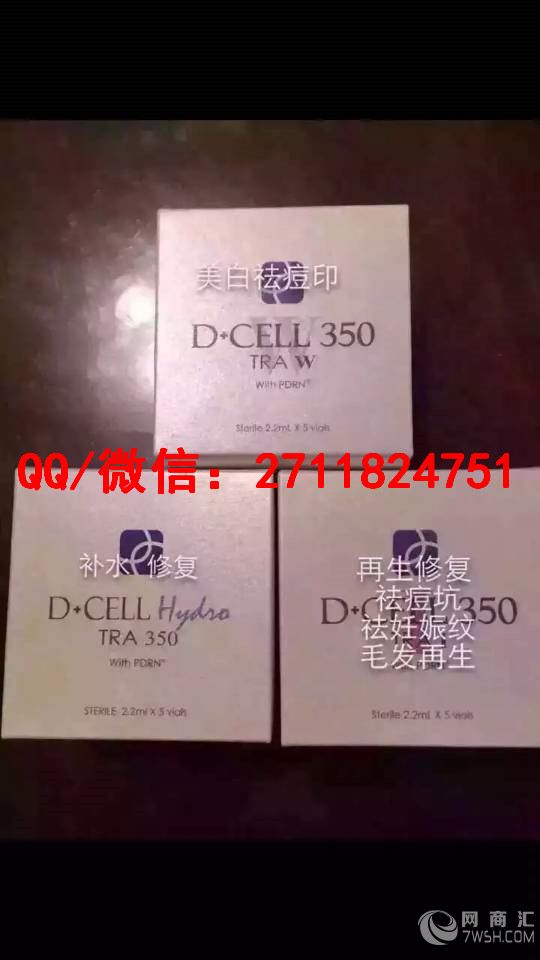 美白祛痘印
D+CELL 350
TRA W
With PDRN®
Sterile 2.2mL X 5 vials
QQ/微信：2711824751
补水 修复
D+CELL Hydro
TRA 350
With PDRN®
STERILE 2.2ml X 5 vials
再生修复
祛痘坑
祛妊娠纹
毛发再生
350
Sterile 2.2mL X 5 vials
网商汇
7WSH.COM